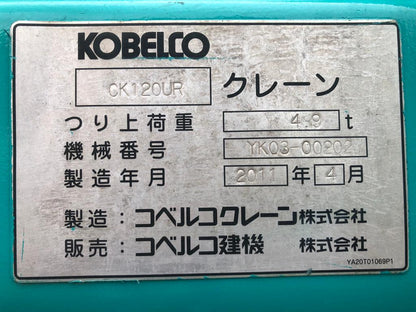 KOBELCO
CK120UR クレーン
つり上荷重 4.9 t
機械番号 YK03-00202
製造年月 2011 年 4 月
製造：コベルコクレーン株式会社
販売：コベルコ建機 株式会社
YA20T01069P1